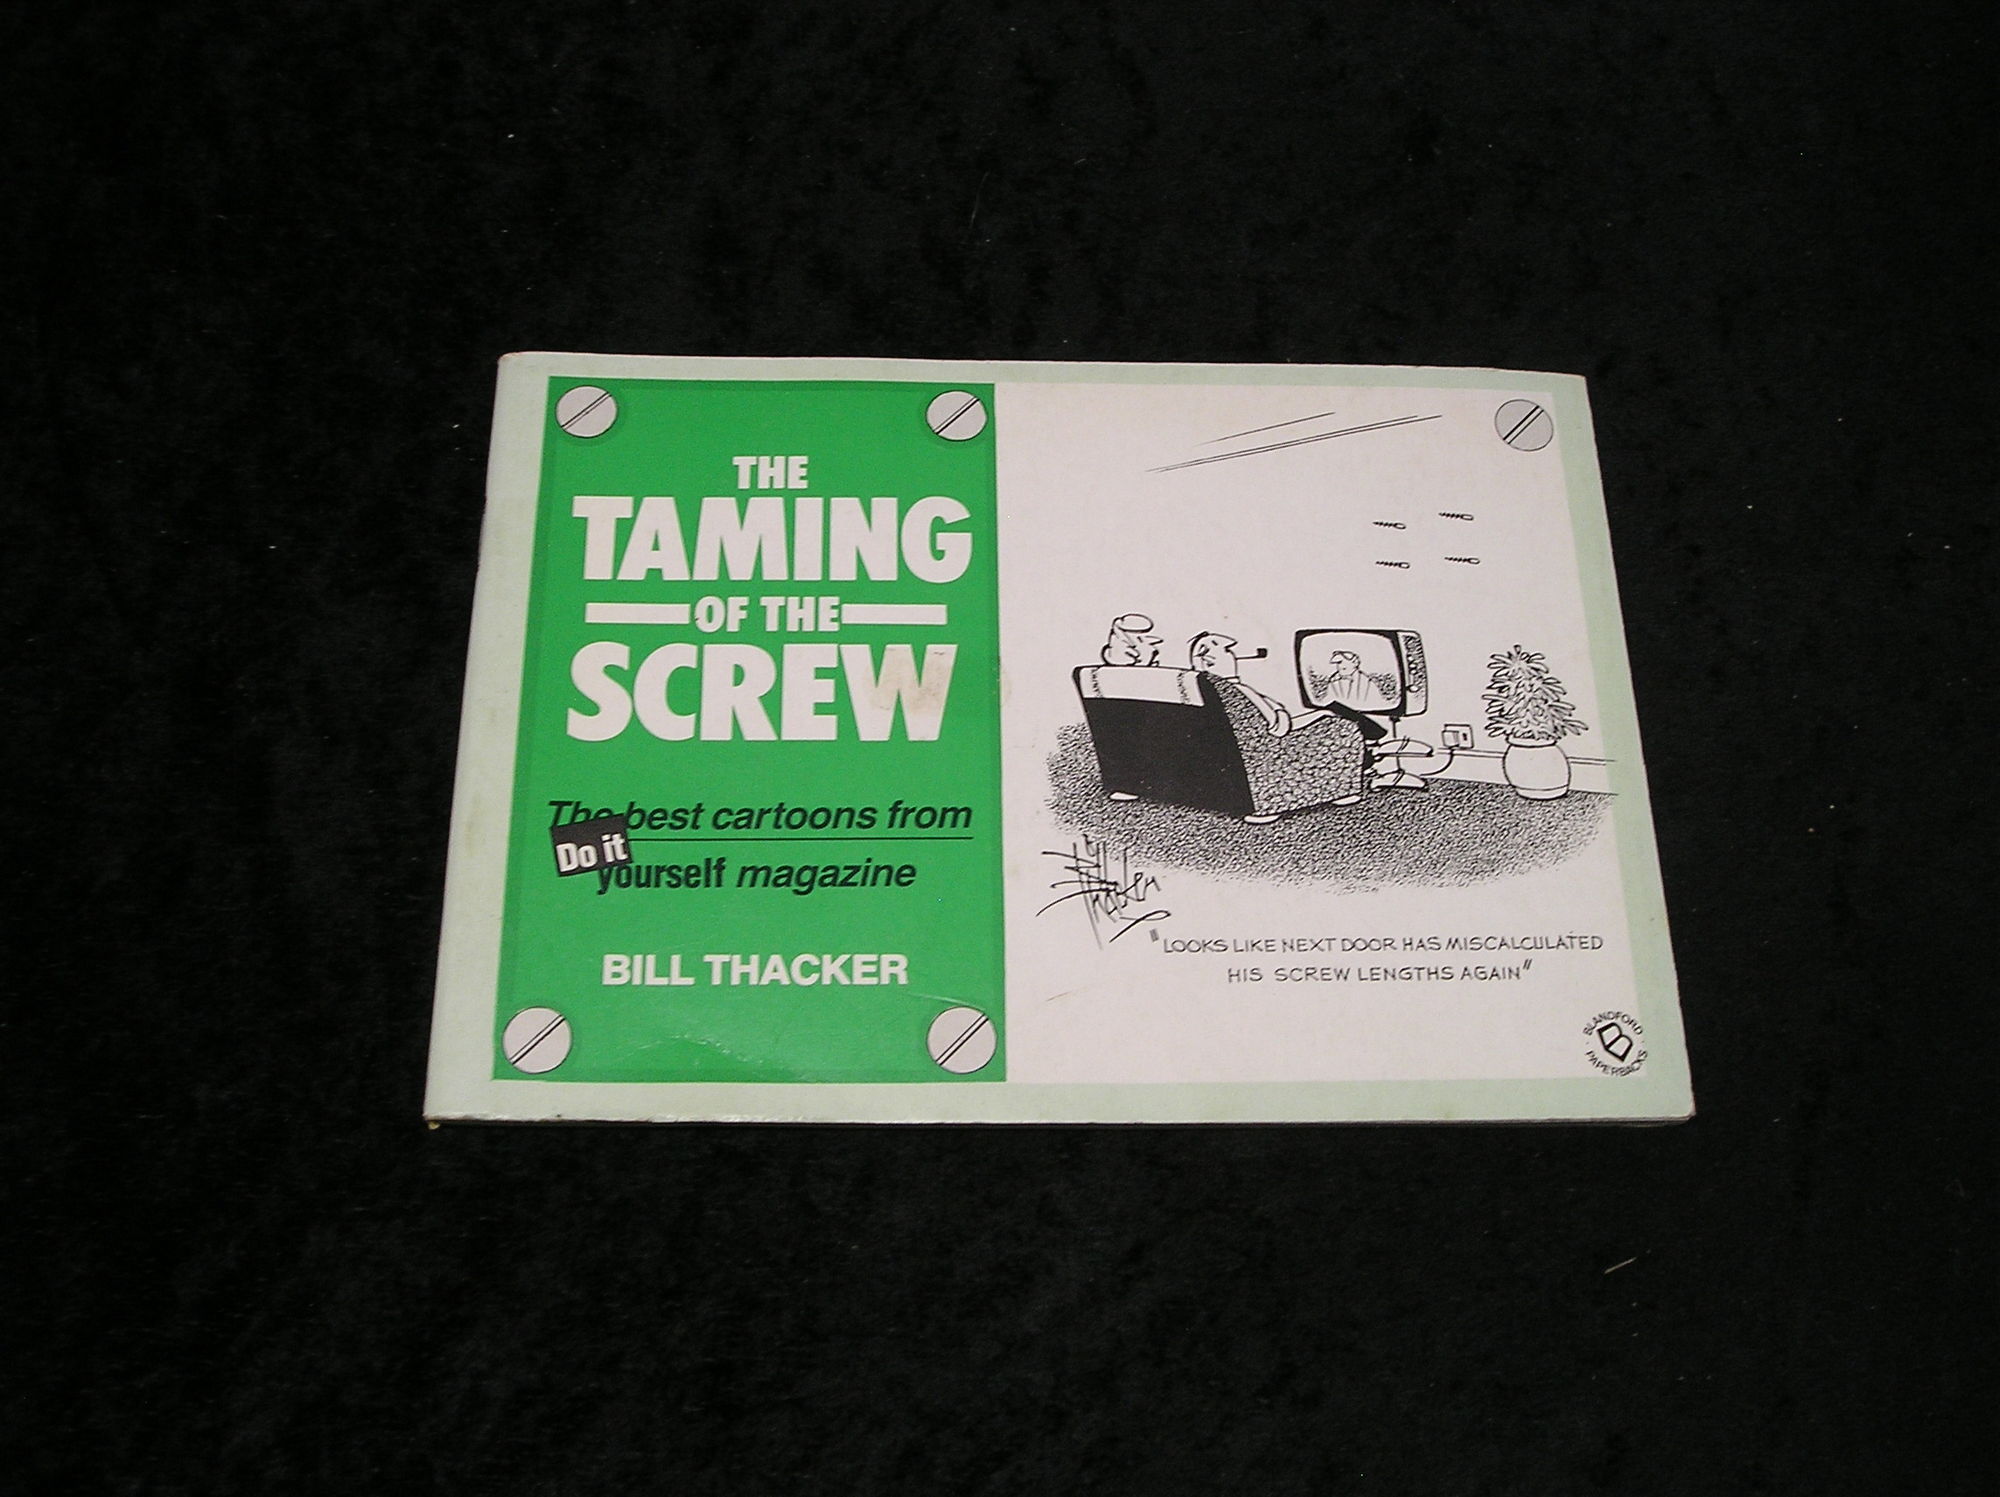 THE
TAMING
OF THE
SCREW
The best cartoons from
Do it
yourself magazine
BILL THACKER
Thacker
"LOOKS LIKE NEXT DOOR HAS MISCALCULATED
HIS SCREW LENGTHS AGAIN"
BLANDFORD
PAPERBACKS